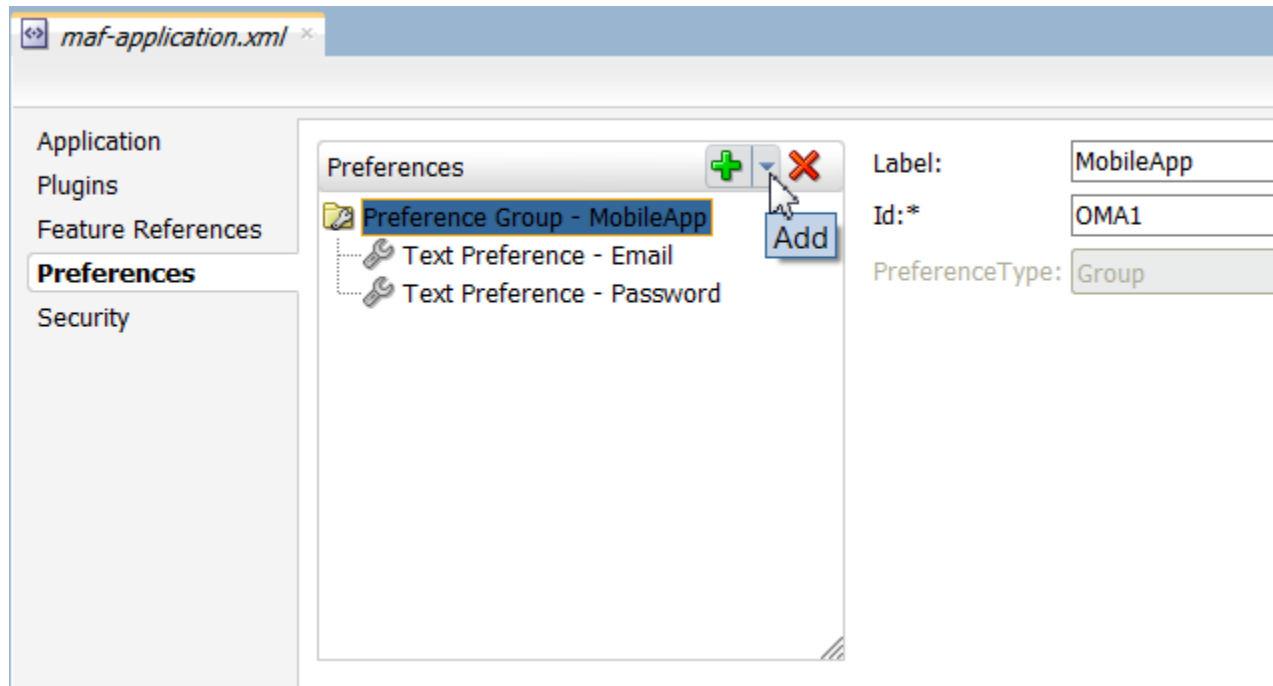 maf-application.xml
Application
Plugins
Feature References
Preferences
Security
Preferences
Preference Group - MobileApp
Text Preference - Email
Text Preference - Password
Add
Label: MobileApp
Id:* OMA1
PreferenceType: Group